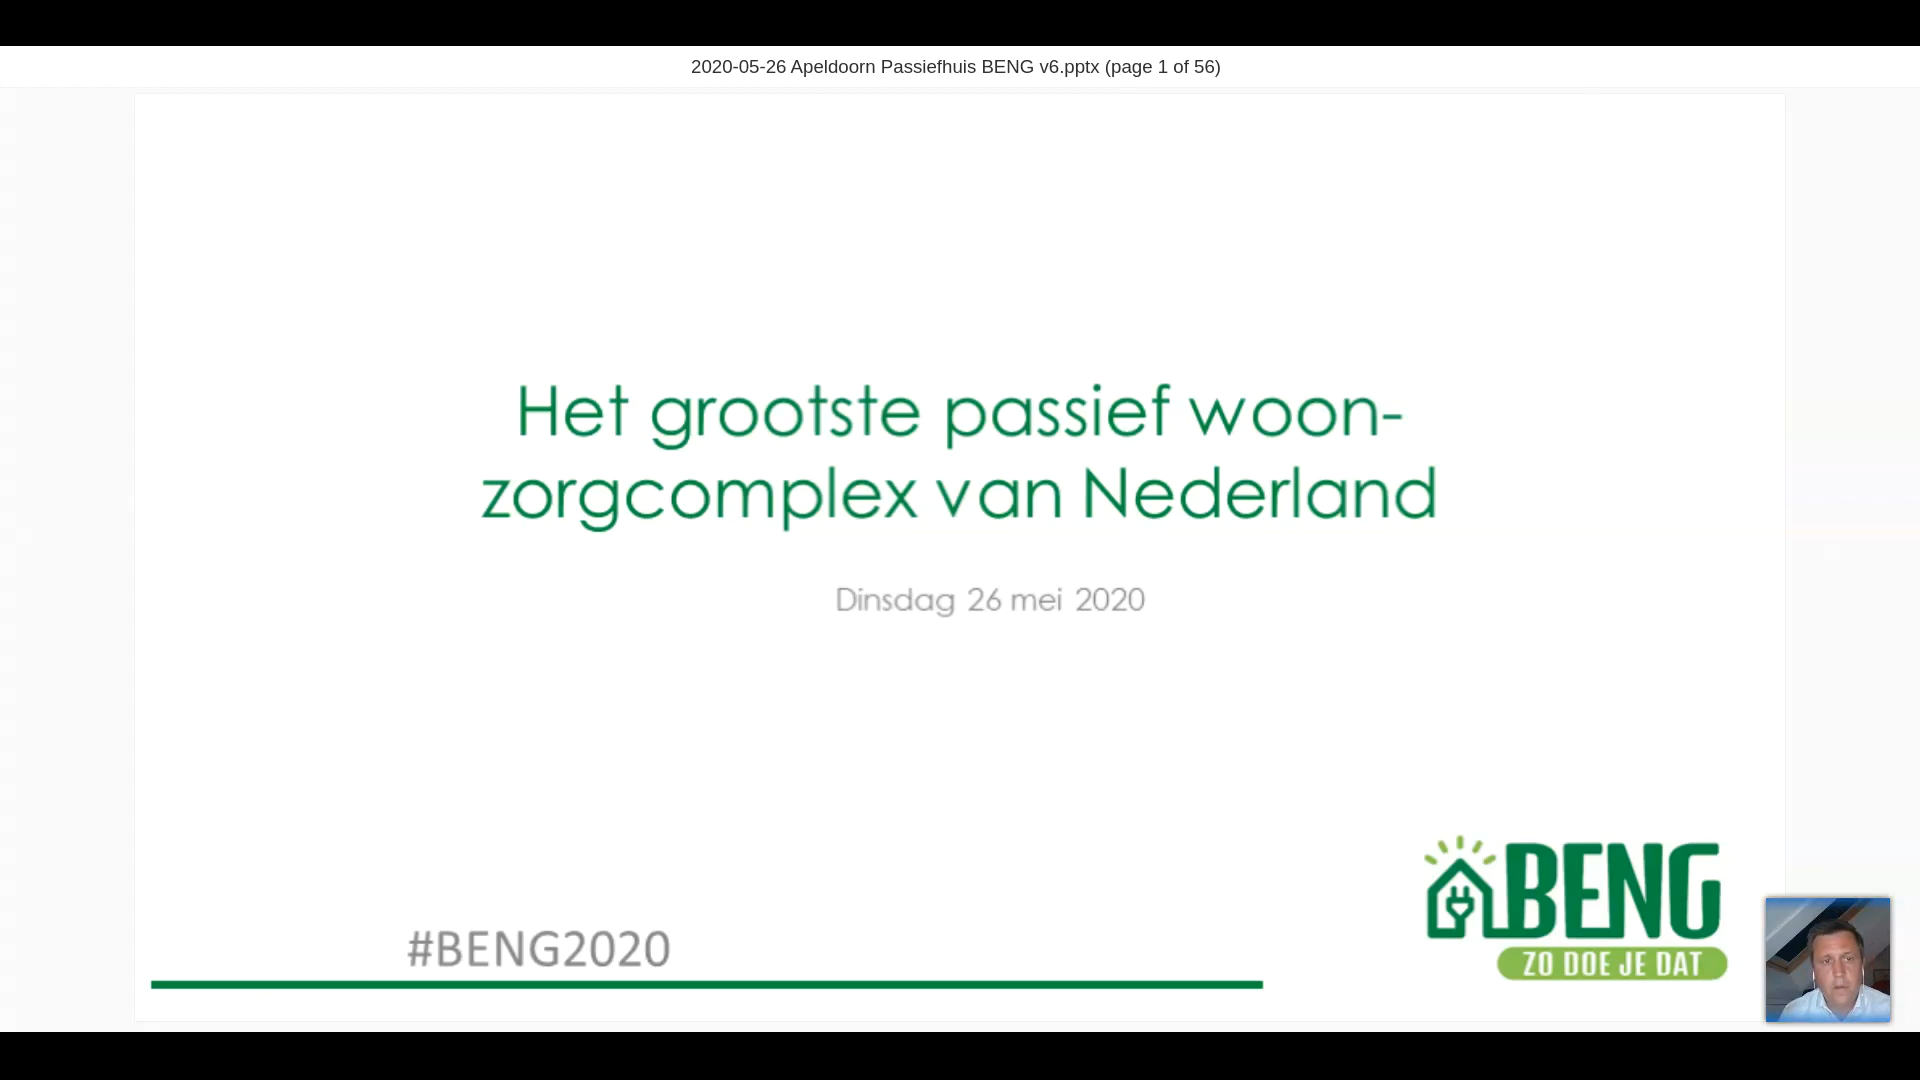 2020-05-26 Apeldoorn Passiefhuis BENG v6.pptx (page 1 of 56)
Het grootste passief woon-
zorgcomplex van Nederland
Dinsdag 26 mei 2020
#BENG2020
BENG
ZO DOE JE DAT